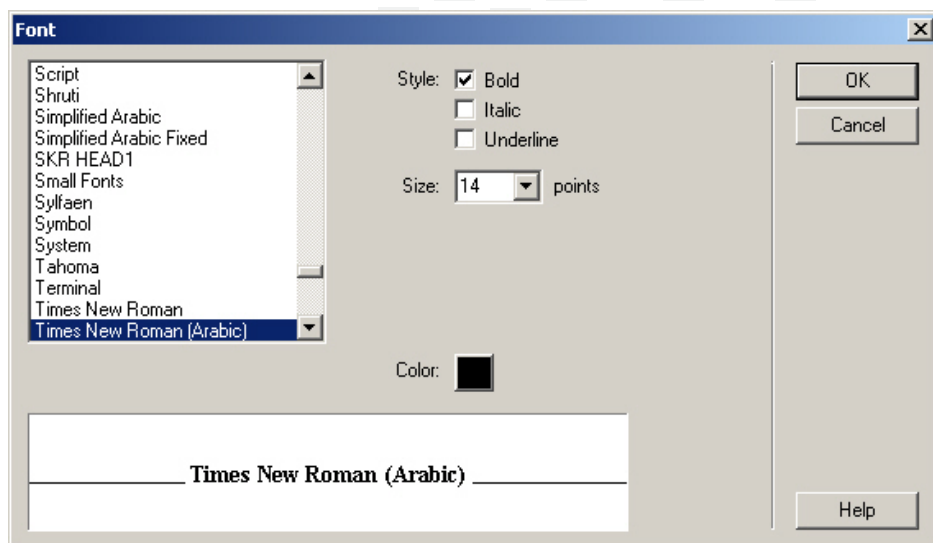 Font
Script
Shruti
Simplified Arabic
Simplified Arabic Fixed
SKR HEAD1
Small Fonts
Sylfaen
Symbol
System
Tahoma
Terminal
Times New Roman
Times New Roman (Arabic)
Style: Bold
Italic
Underline
Size: 14 points
Color:
OK
Cancel
Times New Roman (Arabic)
Help